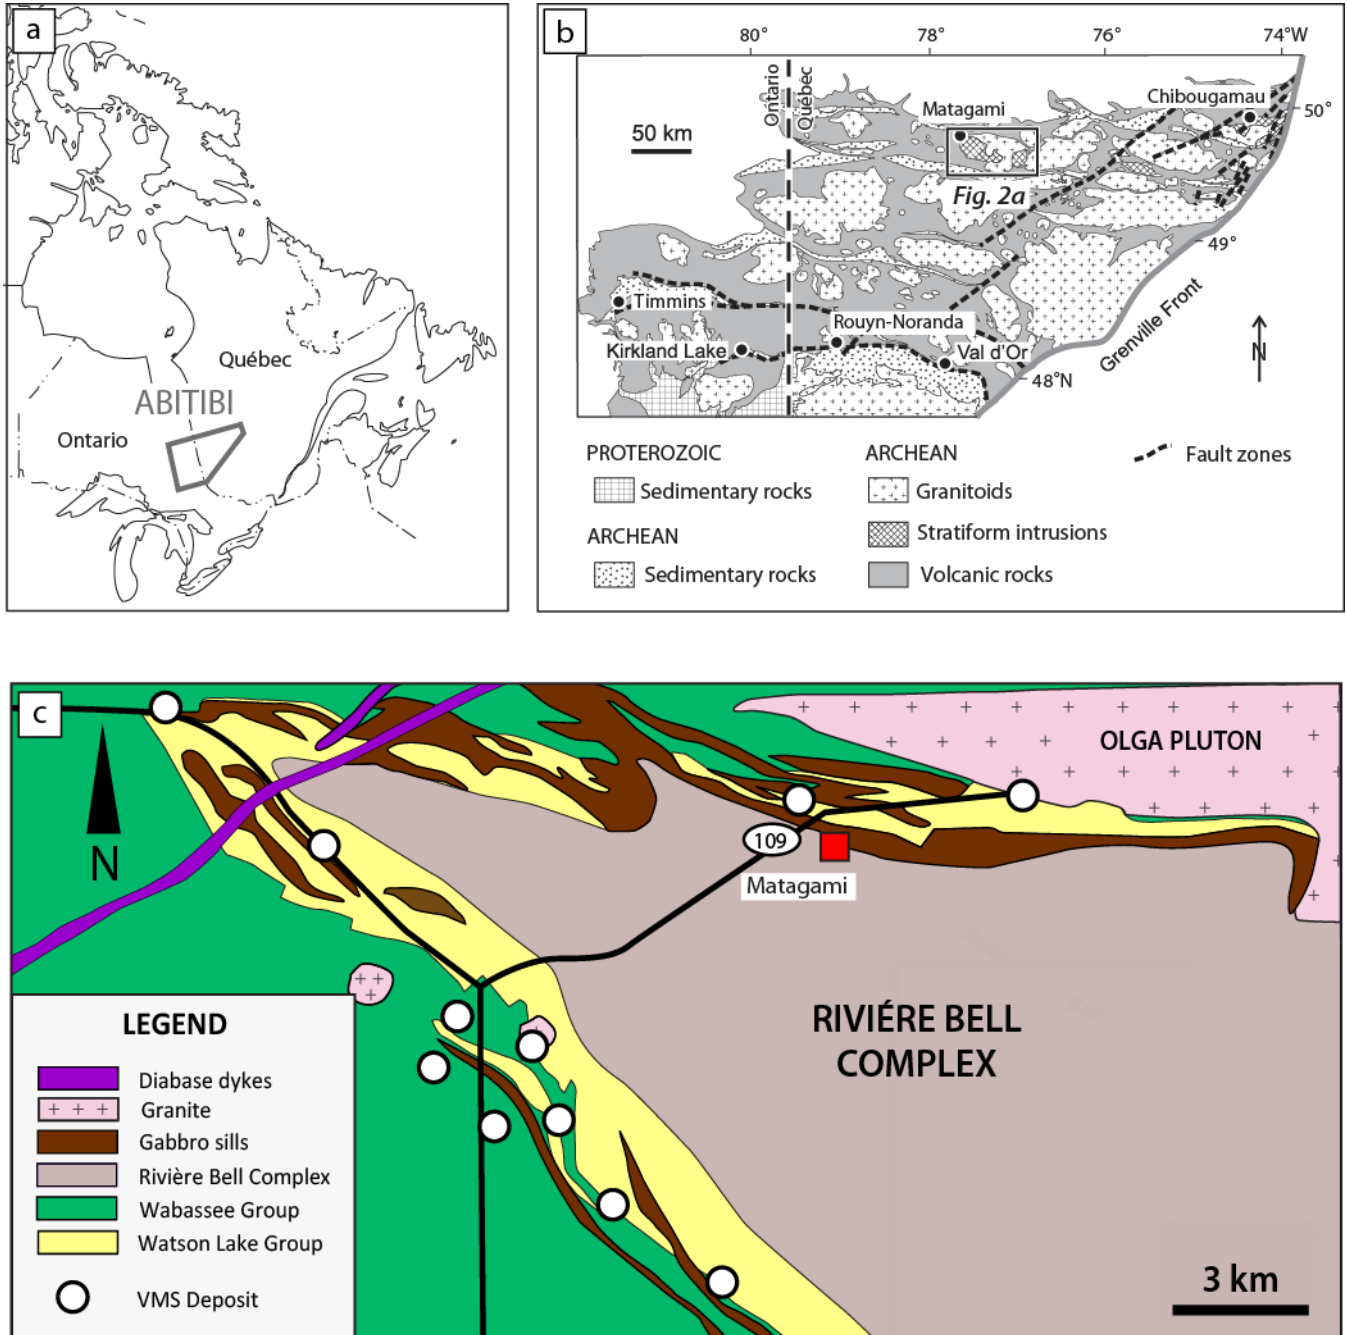 a
Québec
ABITIBI
Ontario
b
80°
78°
76°
74°W
Ontario
Québec
Matagami
Chibougamau
50°
50 km
Fig. 2a
49°
Timmins
Rouyn-Noranda
Kirkland Lake
Val d'Or
48°N
Grenville Front
N
PROTEROZOIC
Sedimentary rocks
ARCHEAN
Sedimentary rocks
ARCHEAN
Granitoids
Stratiform intrusions
Volcanic rocks
Fault zones
c
N
OLGA PLUTON
109
Matagami
RIVIÉRE BELL
COMPLEX
LEGEND
Diabase dykes
Granite
Gabbro sills
Rivière Bell Complex
Wabassee Group
Watson Lake Group
VMS Deposit
3 km